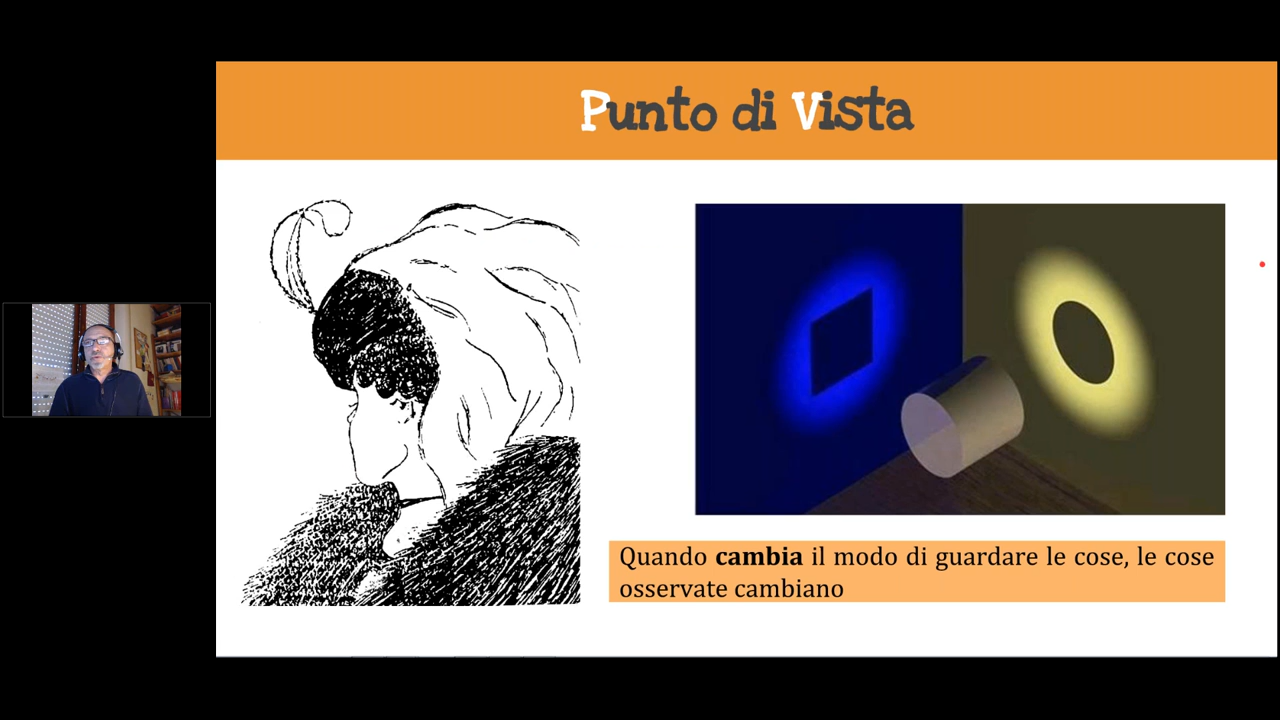 Punto di Vista
Quando cambia il modo di guardare le cose, le cose
osservate cambiano